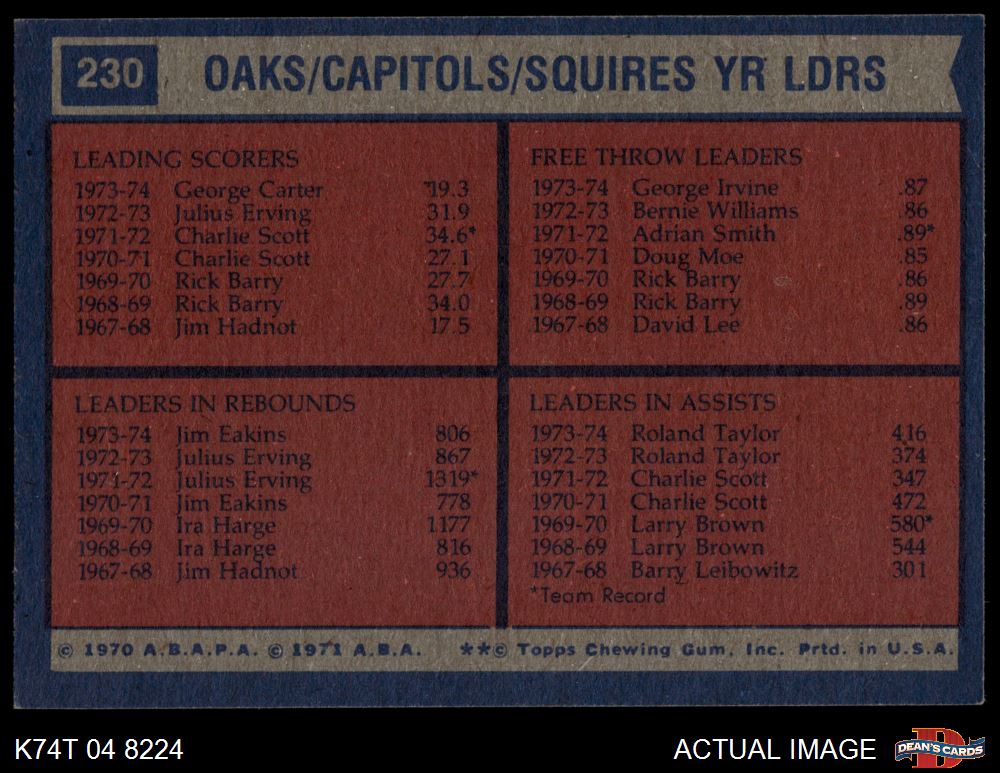 230 OAKS/CAPITOLS/SQUIRES YR LDRS
LEADING SCORERS
1973-74 George Carter 19.3
1972-73 Julius Erving 31.9
1971-72 Charlie Scott 34.6*
1970-71 Charlie Scott 27.1
1969-70 Rick Barry 27.7
1968-69 Rick Barry 34.0
1967-68 Jim Hadnot 17.5
FREE THROW LEADERS
1973-74 George Irvine .87
1972-73 Bernie Williams .86
1971-72 Adrian Smith .89*
1970-71 Doug Moe .85
1969-70 Rick Barry .86
1968-69 Rick Barry .89
1967-68 David Lee .86
LEADERS IN REBOUNDS
1973-74 Jim Eakins 806
1972-73 Julius Erving 867
1971-72 Julius Erving 1319*
1970-71 Jim Eakins 778
1969-70 Ira Harge 1177
1968-69 Ira Harge 816
1967-68 Jim Hadnot 936
LEADERS IN ASSISTS
1973-74 Roland Taylor 416
1972-73 Roland Taylor 374
1971-72 Charlie Scott 347
1970-71 Charlie Scott 472
1969-70 Larry Brown 580*
1968-69 Larry Brown 544
1967-68 Barry Leibowitz 301
*Team Record
© 1970 A.B.A.P.A. © 1971 A.B.A. **© Topps Chewing Gum, Inc. Prtd. in U.S.A.
K74T 04 8224 ACTUAL IMAGE D DEAN'S CARDS